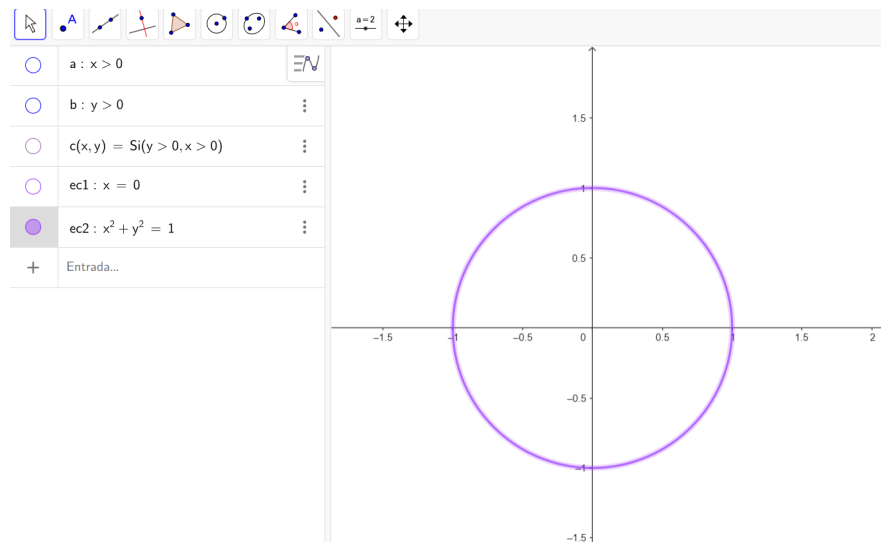 A
α
a = 2
a : x > 0
b : y > 0
c(x, y) = Si(y > 0, x > 0)
ec1 : x = 0
ec2 : x² + y² = 1
+ Entrada...
1.5
1
0.5
−1.5 −1 −0.5 0 0.5 1 1.5 2
−0.5
−1
−1.5